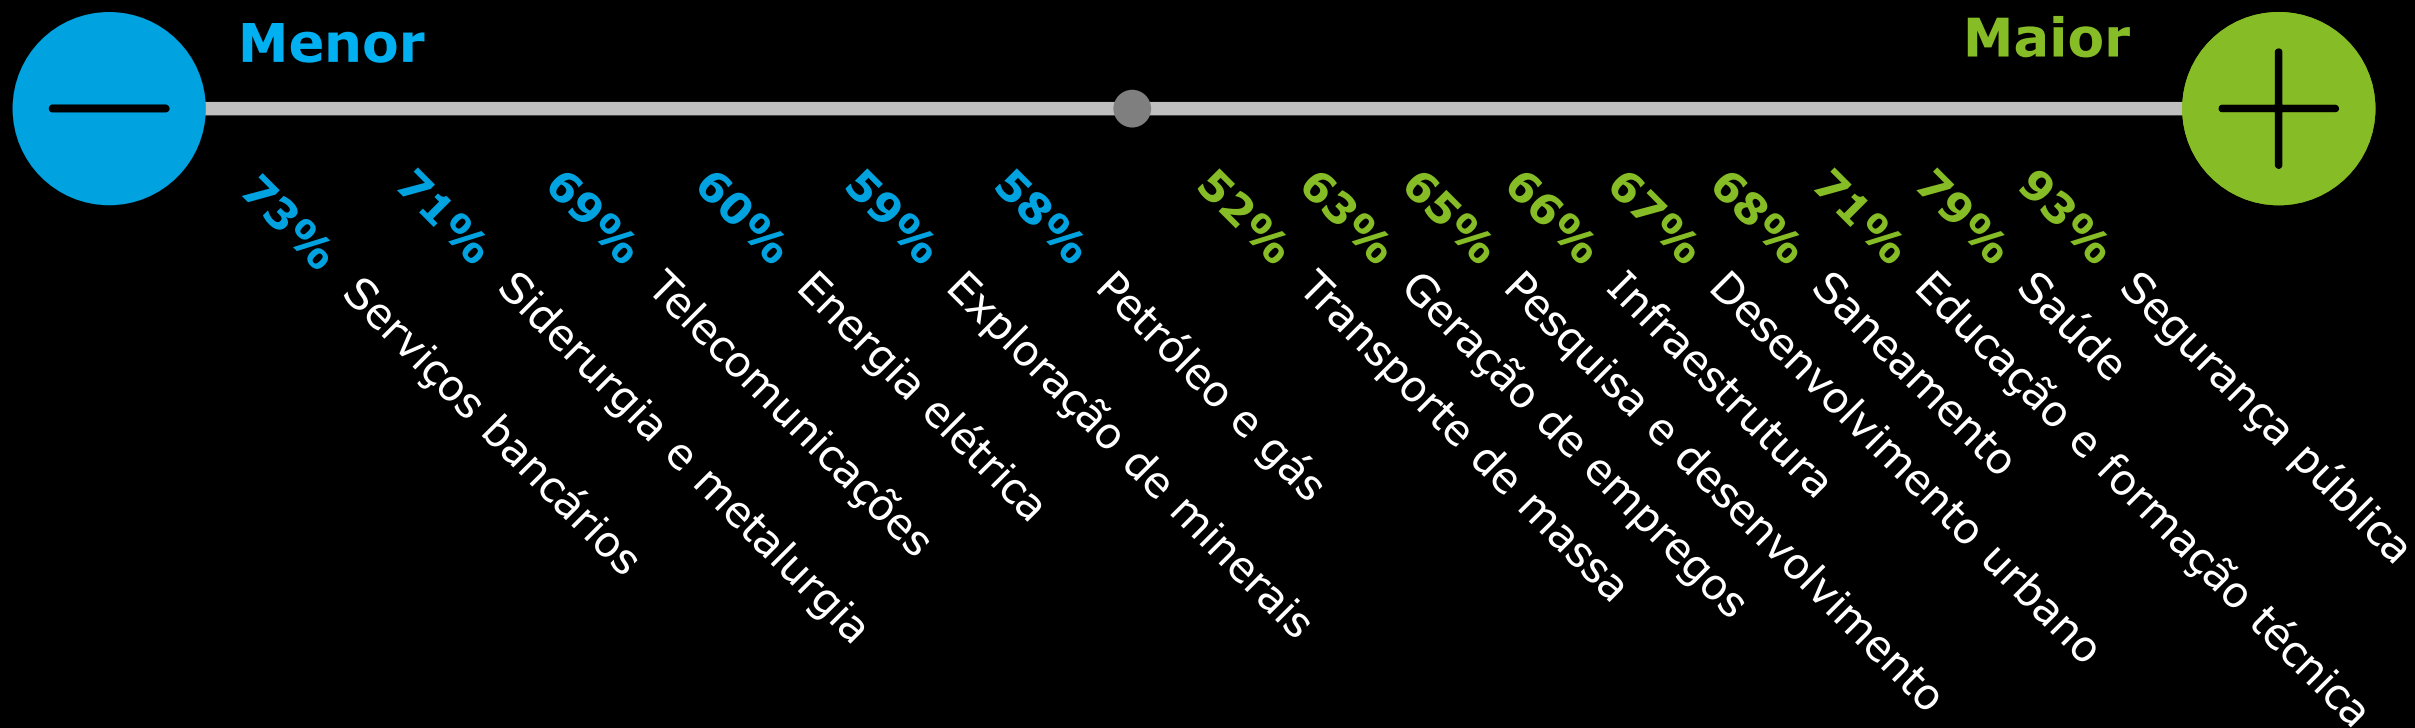 Menor
Maior
73% Serviços bancários
71% Siderurgia e metalurgia
69% Telecomunicações
60% Energia elétrica
59% Exploração de minerais
58% Petróleo e gás
52% Transporte de massa
63% Geração de empregos
65% Pesquisa e desenvolvimento
66% Infraestrutura
67% Desenvolvimento urbano
68% Saneamento
71% Educação e formação técnica
79% Saúde
93% Segurança pública